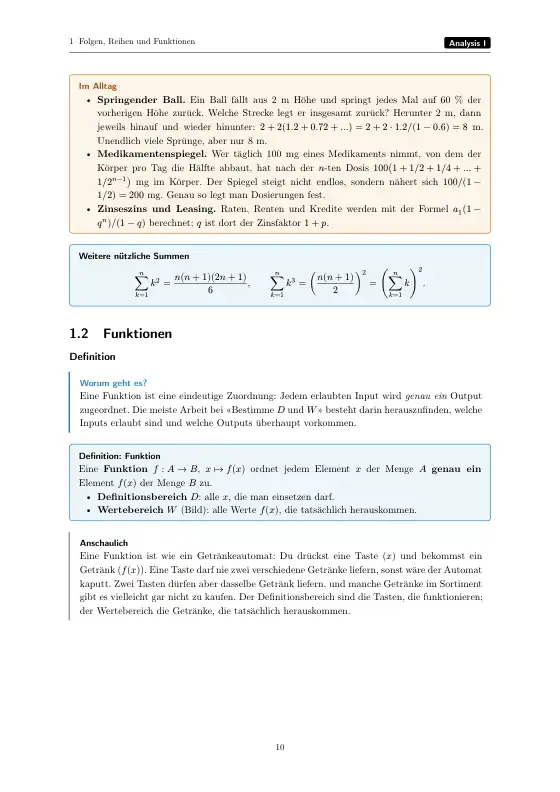 1 Folgen, Reihen und Funktionen
Analysis I
Im Alltag
• Springender Ball. Ein Ball fällt aus 2 m Höhe und springt jedes Mal auf 60 % der
vorherigen Höhe zurück. Welche Strecke legt er insgesamt zurück? Herunter 2 m, dann
jeweils hinauf und wieder hinunter: 2 + 2(1.2 + 0.72 + ...) = 2 + 2 · 1.2/(1 − 0.6) = 8 m.
Unendlich viele Sprünge, aber nur 8 m.
• Medikamentenspiegel. Wer täglich 100 mg eines Medikaments nimmt, von dem der
Körper pro Tag die Hälfte abbaut, hat nach der n-ten Dosis 100(1 + 1/2 + 1/4 + ... +
1/2ⁿ⁻¹) mg im Körper. Der Spiegel steigt nicht endlos, sondern nähert sich 100/(1 −
1/2) = 200 mg. Genau so legt man Dosierungen fest.
• Zinseszins und Leasing. Raten, Renten und Kredite werden mit der Formel a₁(1 −
qⁿ)/(1 − q) berechnet; q ist dort der Zinsfaktor 1 + p.
Weitere nützliche Summen
∑_{k=1}^{n} k² = n(n + 1)(2n + 1)/6, ∑_{k=1}^{n} k³ = (n(n + 1)/2)² = (∑_{k=1}^{n} k)².
1.2 Funktionen
Definition
Worum geht es?
Eine Funktion ist eine eindeutige Zuordnung: Jedem erlaubten Input wird genau ein Output
zugeordnet. Die meiste Arbeit bei «Bestimme D und W» besteht darin herauszufinden, welche
Inputs erlaubt sind und welche Outputs überhaupt vorkommen.
Definition: Funktion
Eine Funktion f : A → B, x ↦ f(x) ordnet jedem Element x der Menge A genau ein
Element f(x) der Menge B zu.
• Definitionsbereich D: alle x, die man einsetzen darf.
• Wertebereich W (Bild): alle Werte f(x), die tatsächlich herauskommen.
Anschaulich
Eine Funktion ist wie ein Getränkeautomat: Du drückst eine Taste (x) und bekommst ein
Getränk (f(x)). Eine Taste darf nie zwei verschiedene Getränke liefern, sonst wäre der Automat
kaputt. Zwei Tasten dürfen aber dasselbe Getränk liefern, und manche Getränke im Sortiment
gibt es vielleicht gar nicht zu kaufen. Der Definitionsbereich sind die Tasten, die funktionieren;
der Wertebereich die Getränke, die tatsächlich herauskommen.
10